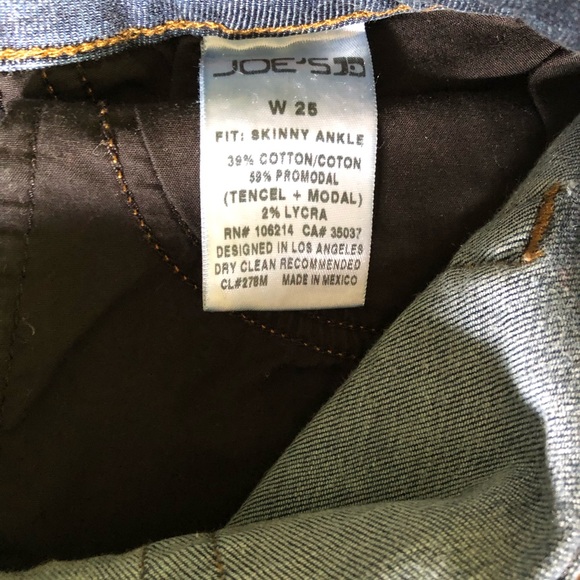 JOE'S
W 25
FIT: SKINNY ANKLE
39% COTTON/COTON
59% PROMODAL
(TENCEL + MODAL)
2% LYCRA
RN# 106214 CA# 35037
DESIGNED IN LOS ANGELES
DRY CLEAN RECOMMENDED
CL#278M MADE IN MEXICO